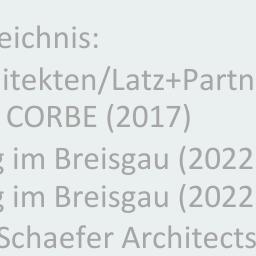 eichnis:
itekten/Latz+Partn
CORBE (2017)
g im Breisgau (2022
g im Breisgau (2022
Schaefer Architects